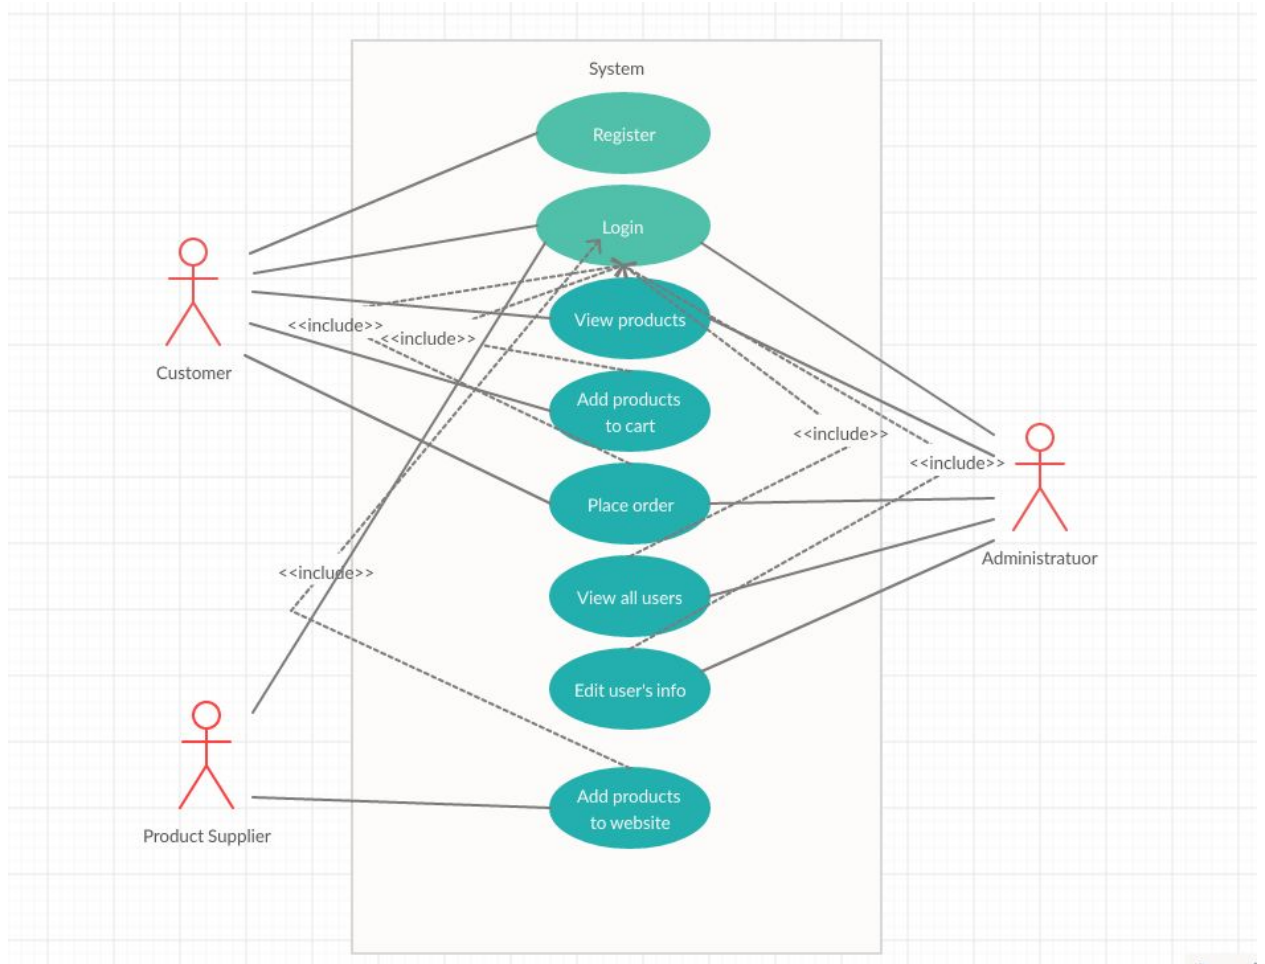 System
Register
Login
View products
<<include>>
<<include>>
Customer
Add products
to cart
<<include>>
<<include>>
Place order
Administratuor
<<include>>
View all users
Edit user's info
Add products
to website
Product Supplier